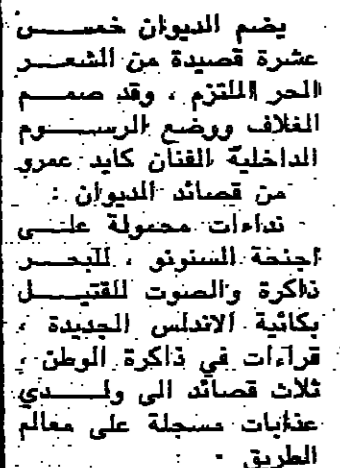 يضم الديوان خمس
عشرة قصيدة من الشعر
الحر الملتزم ، وقد صمم
الغلاف ووضع الرسوم
الداخلية الفنان كايد عمرو
من قصائد الديوان :
- نداءات محمولة على
اجنحة السنونو ، للبحر
ذاكرة والصوت للقتيل
بكائية الاندلس الجديدة ،
قراءات في ذاكرة الوطن ،
ثلاث قصائد الى ولدي
عذابات مسجلة على معالم
الطريق -